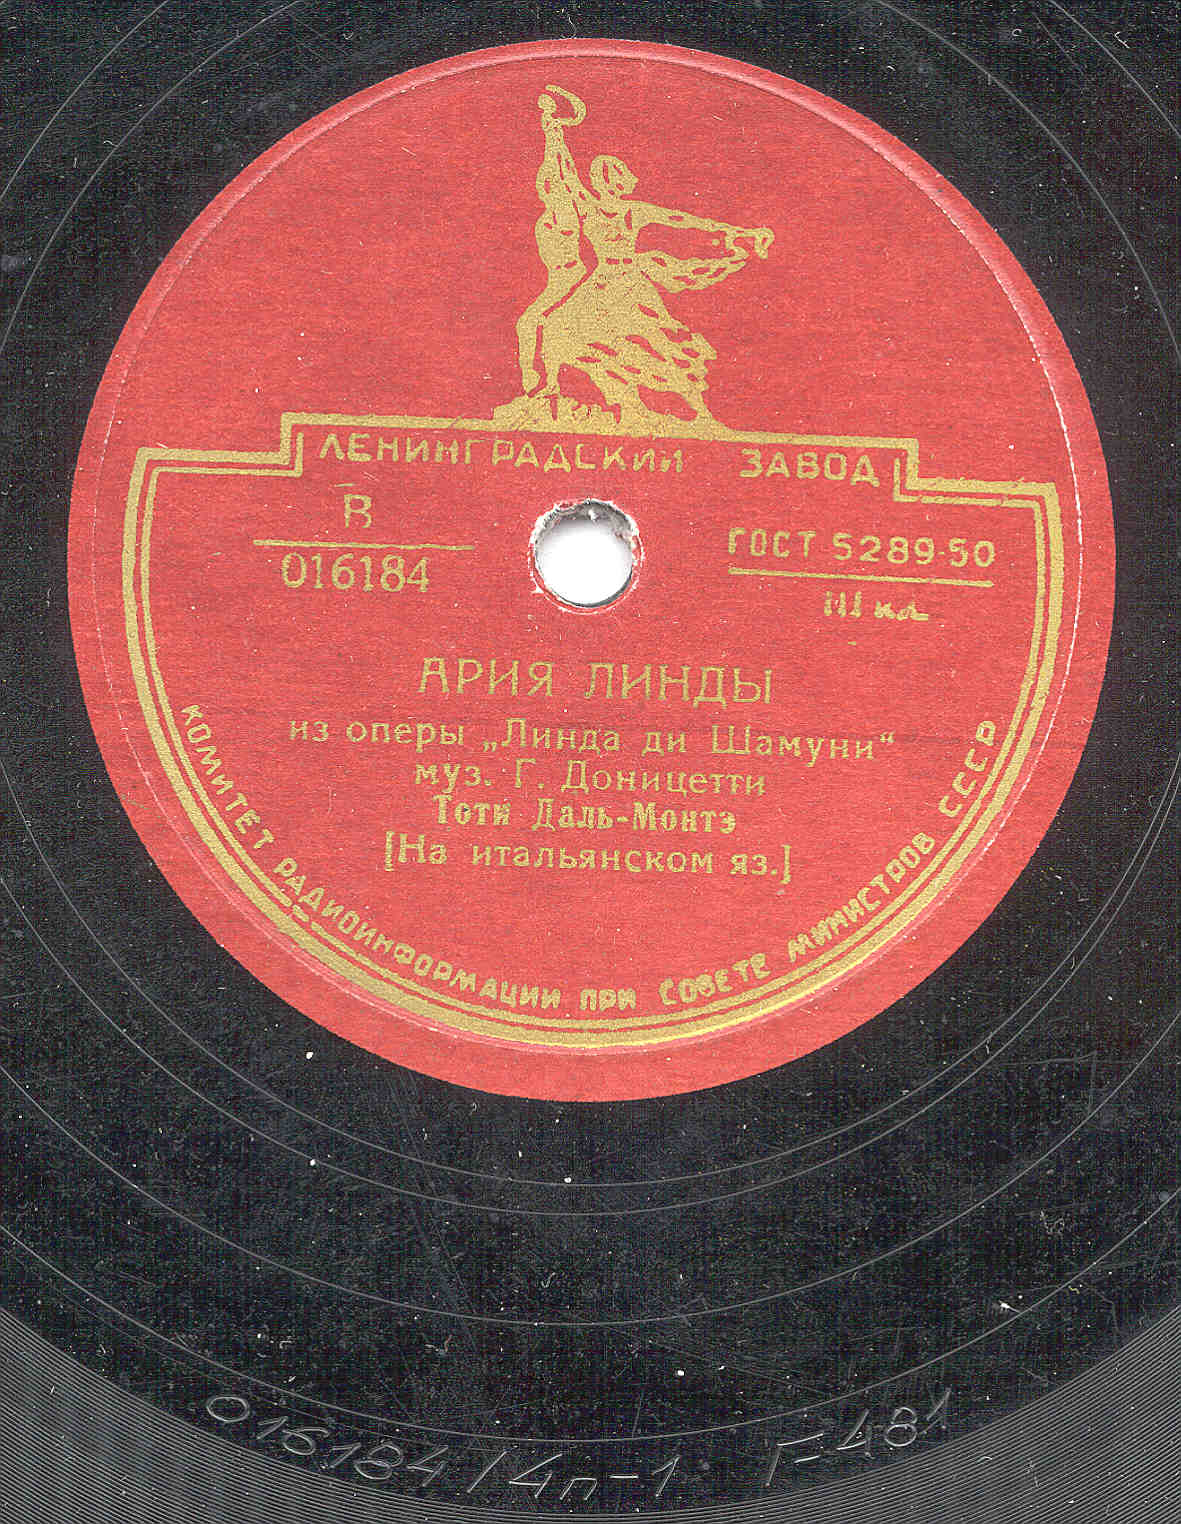 ЛЕНИНГРАДСКИЙ ЗАВОД
В
016184
ГОСТ 5289-50
III кл
АРИЯ ЛИНДЫ
из оперы „Линда ди Шамуни“
муз. Г. Доницетти
Тоти Даль-Монтэ
[На итальянском яз.]
КОМИТЕТ РАДИОИНФОРМАЦИИ ПРИ СОВЕТЕ МИНИСТРОВ СССР
016184/4п-1 Г-481